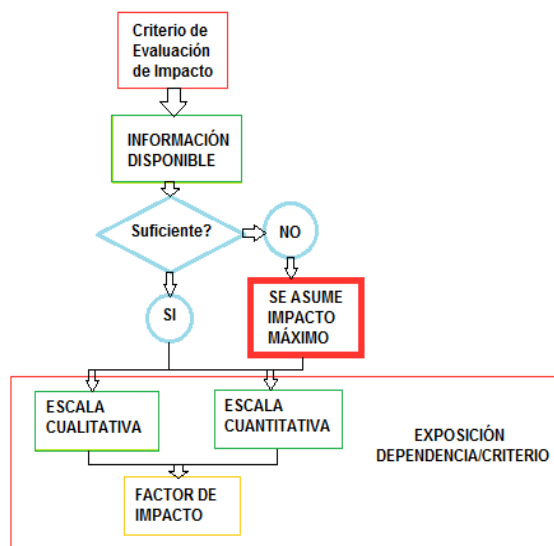 Criterio de
Evaluación
de Impacto
INFORMACIÓN
DISPONIBLE
Suficiente?
NO
SI
SE ASUME
IMPACTO
MÁXIMO
ESCALA
CUALITATIVA
ESCALA
CUANTITATIVA
EXPOSICIÓN
DEPENDENCIA/CRITERIO
FACTOR DE
IMPACTO